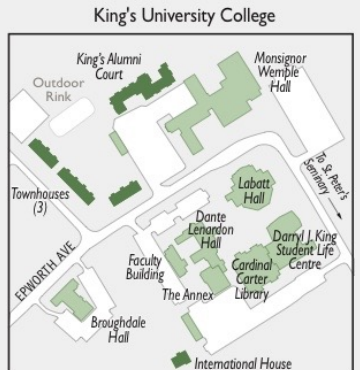 King's University College
King's Alumni
Court
Monsignor
Wemple
Hall
Outdoor
Rink
To St. Peter's
Seminary
Townhouses
(3)
Labatt
Hall
Dante
Lenardon
Hall
Darryl J. King
Student Life
Centre
EPWORTH AVE
Faculty
Building
Cardinal
Carter
Library
The Annex
Broughdale
Hall
International House